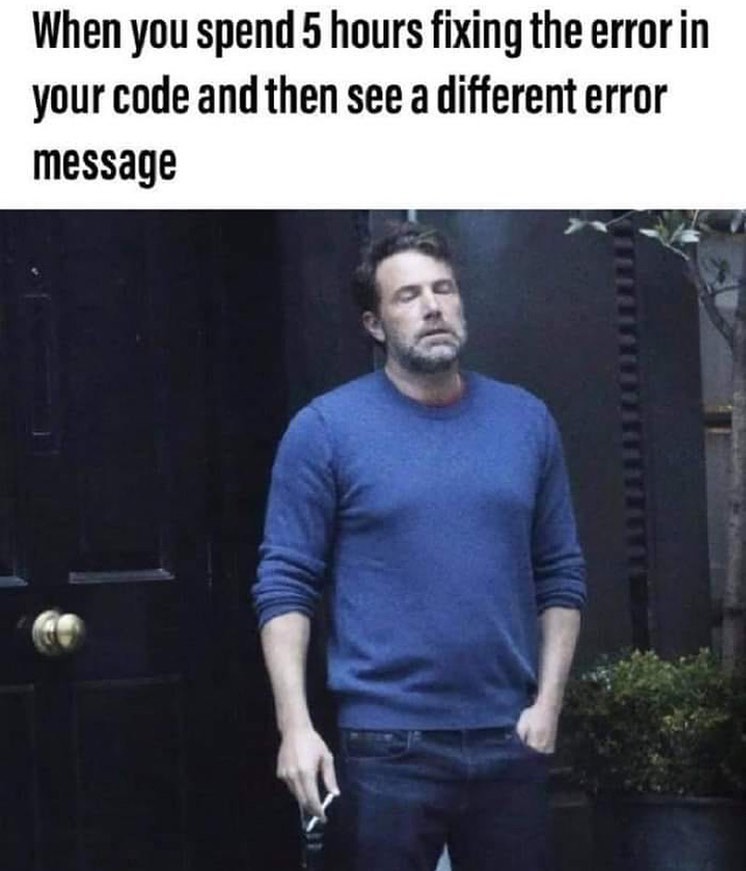 When you spend 5 hours fixing the error in
your code and then see a different error
message